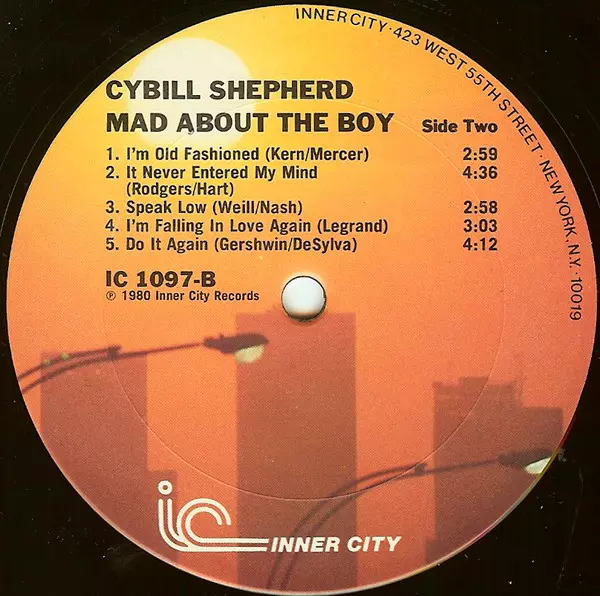 INNER CITY · 423 WEST 55TH STREET · NEW YORK, N.Y. · 10019
CYBILL SHEPHERD
MAD ABOUT THE BOY Side Two
1. I'm Old Fashioned (Kern/Mercer) 2:59
2. It Never Entered My Mind 4:36
(Rodgers/Hart)
3. Speak Low (Weill/Nash) 2:58
4. I'm Falling In Love Again (Legrand) 3:03
5. Do It Again (Gershwin/DeSylva) 4:12
IC 1097-B
℗ 1980 Inner City Records
ic
INNER CITY